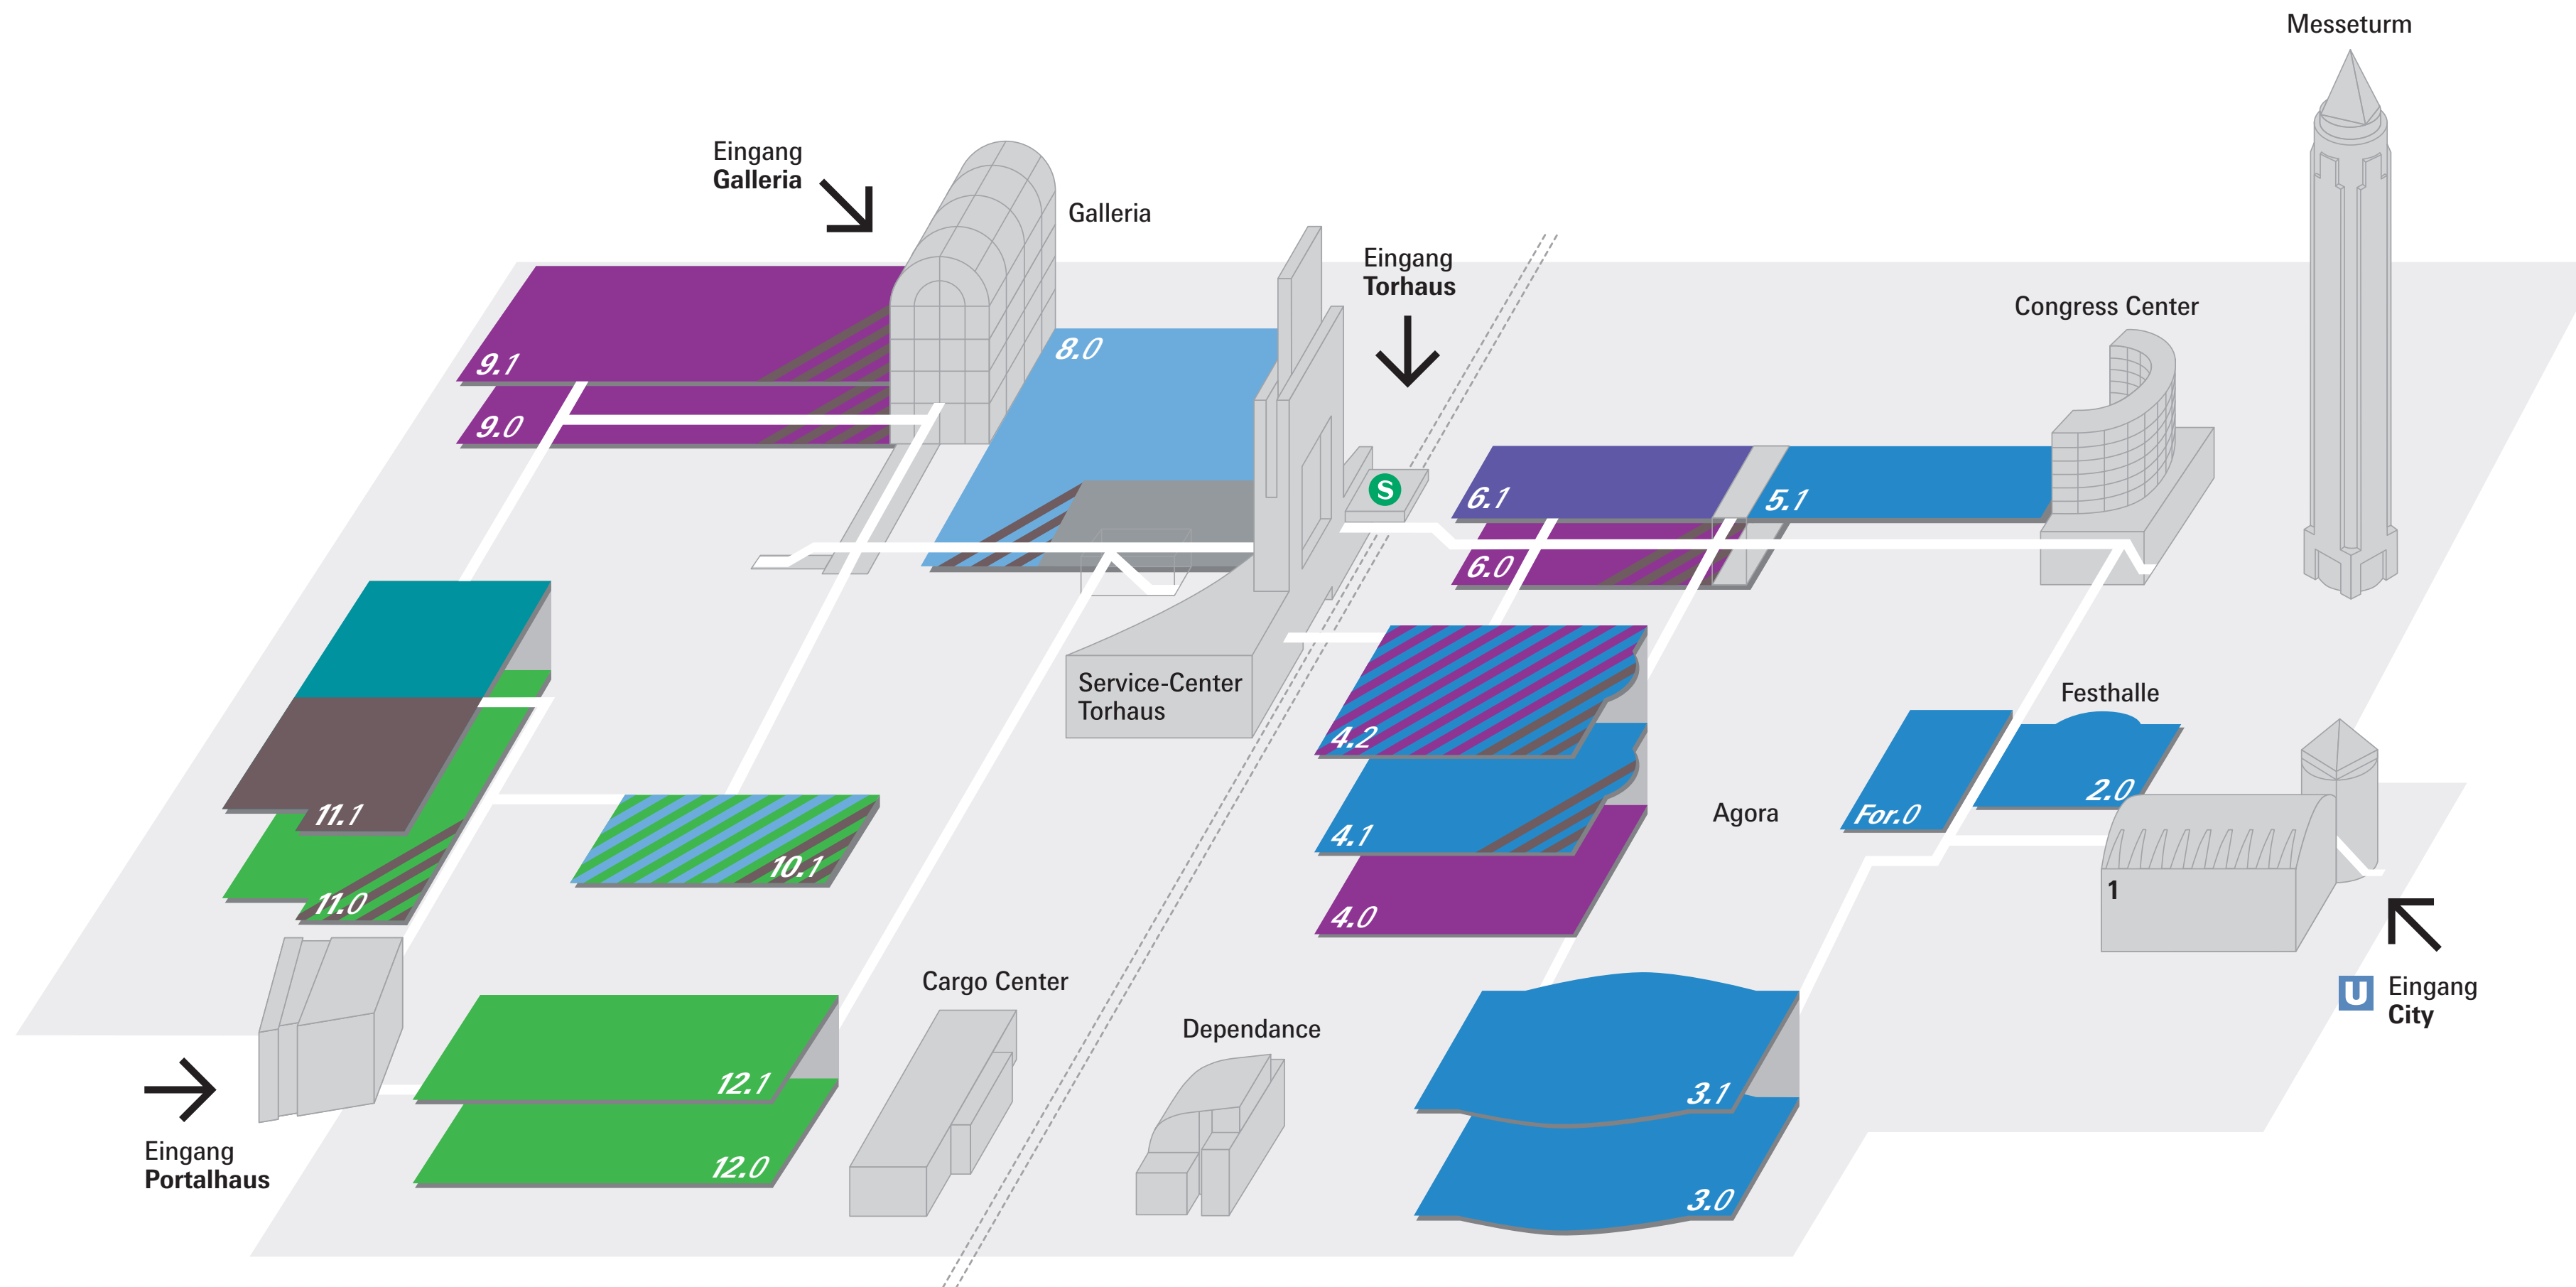 Messeturm
Eingang
Galleria
Galleria
Eingang
Torhaus
Congress Center
9.1
8.0
9.0
S
6.1
5.1
6.0
Service-Center
Torhaus
Festhalle
4.2
2.0
For.0
11.1
Agora
4.1
10.1
1
11.0
4.0
Cargo Center
U
Eingang
City
Dependance
12.1
3.1
Eingang
Portalhaus
12.0
3.0